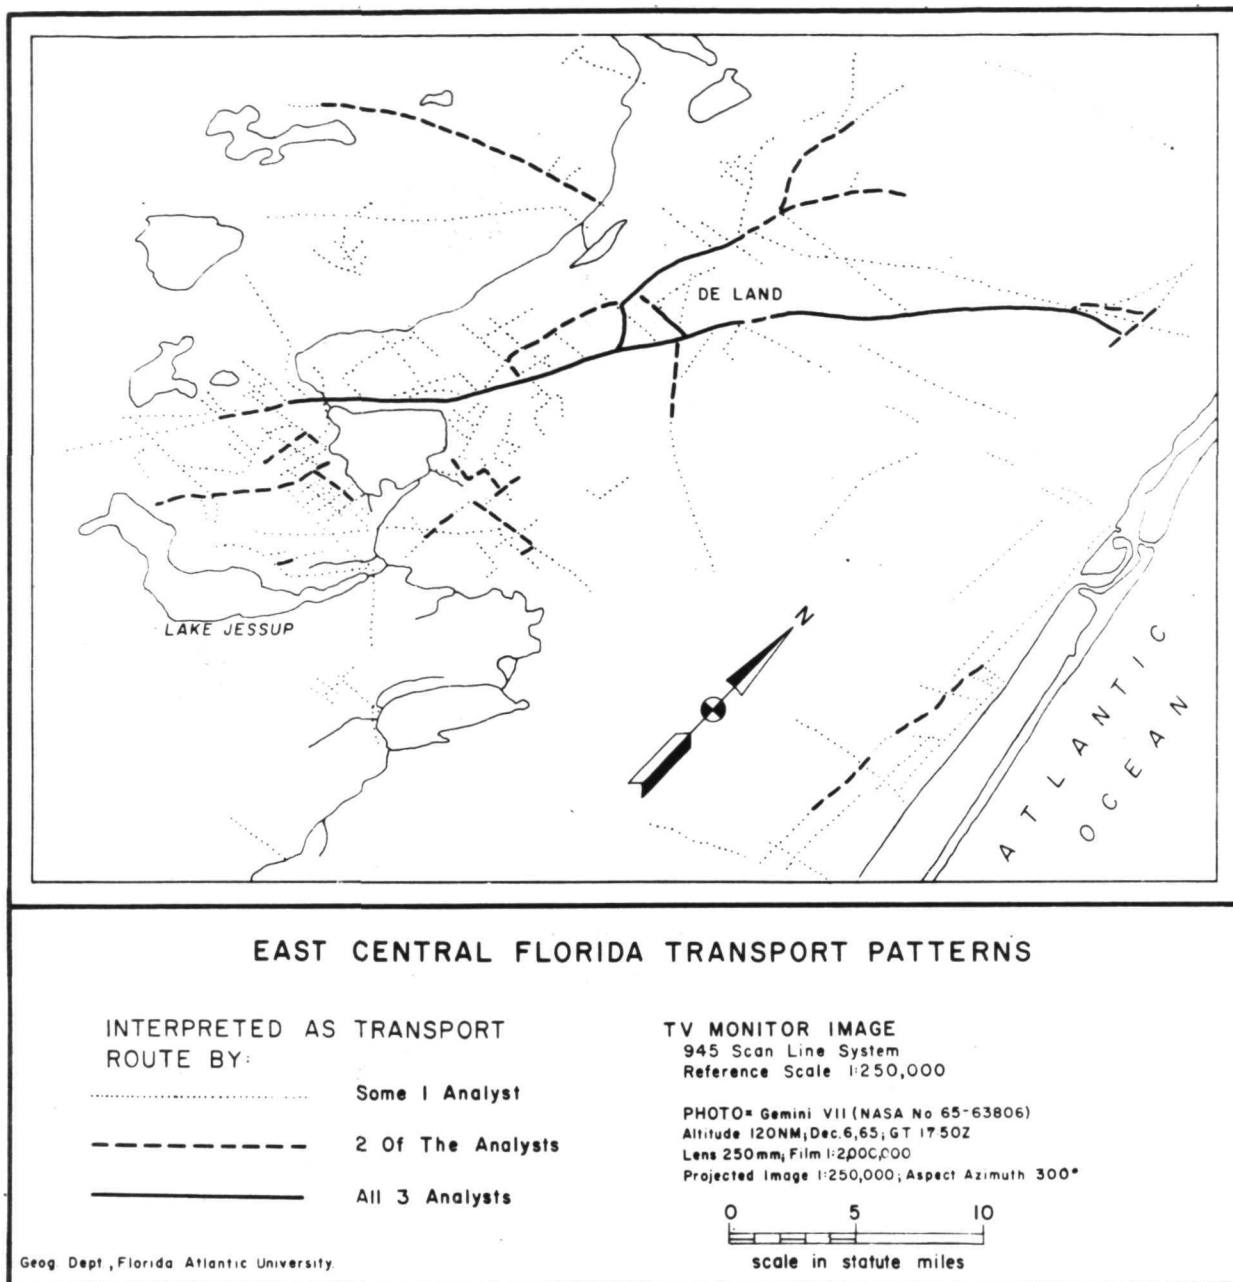 DE LAND
LAKE JESSUP
N
ATLANTIC
OCEAN
EAST CENTRAL FLORIDA TRANSPORT PATTERNS
INTERPRETED AS TRANSPORT
ROUTE BY:
Some 1 Analyst
2 Of The Analysts
All 3 Analysts
Geog. Dept., Florida Atlantic University.
TV MONITOR IMAGE
945 Scan Line System
Reference Scale 1:250,000
PHOTO= Gemini VII (NASA No 65-63806)
Altitude 120NM; Dec. 6, 65; GT 17 50Z
Lens 250mm; Film 1:2,000,000
Projected Image 1:250,000; Aspect Azimuth 300°
0 5 10
scale in statute miles